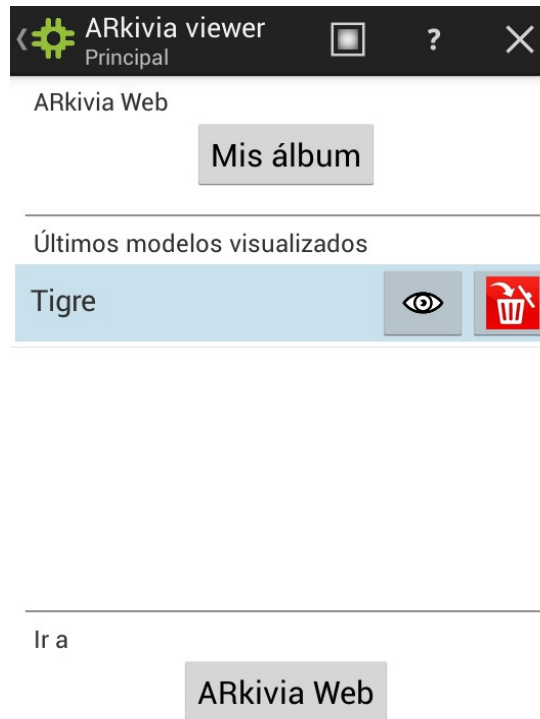 ARkivia viewer
Principal
?
ARkivia Web
Mis álbum
Últimos modelos visualizados
Tigre
Ir a
ARkivia Web